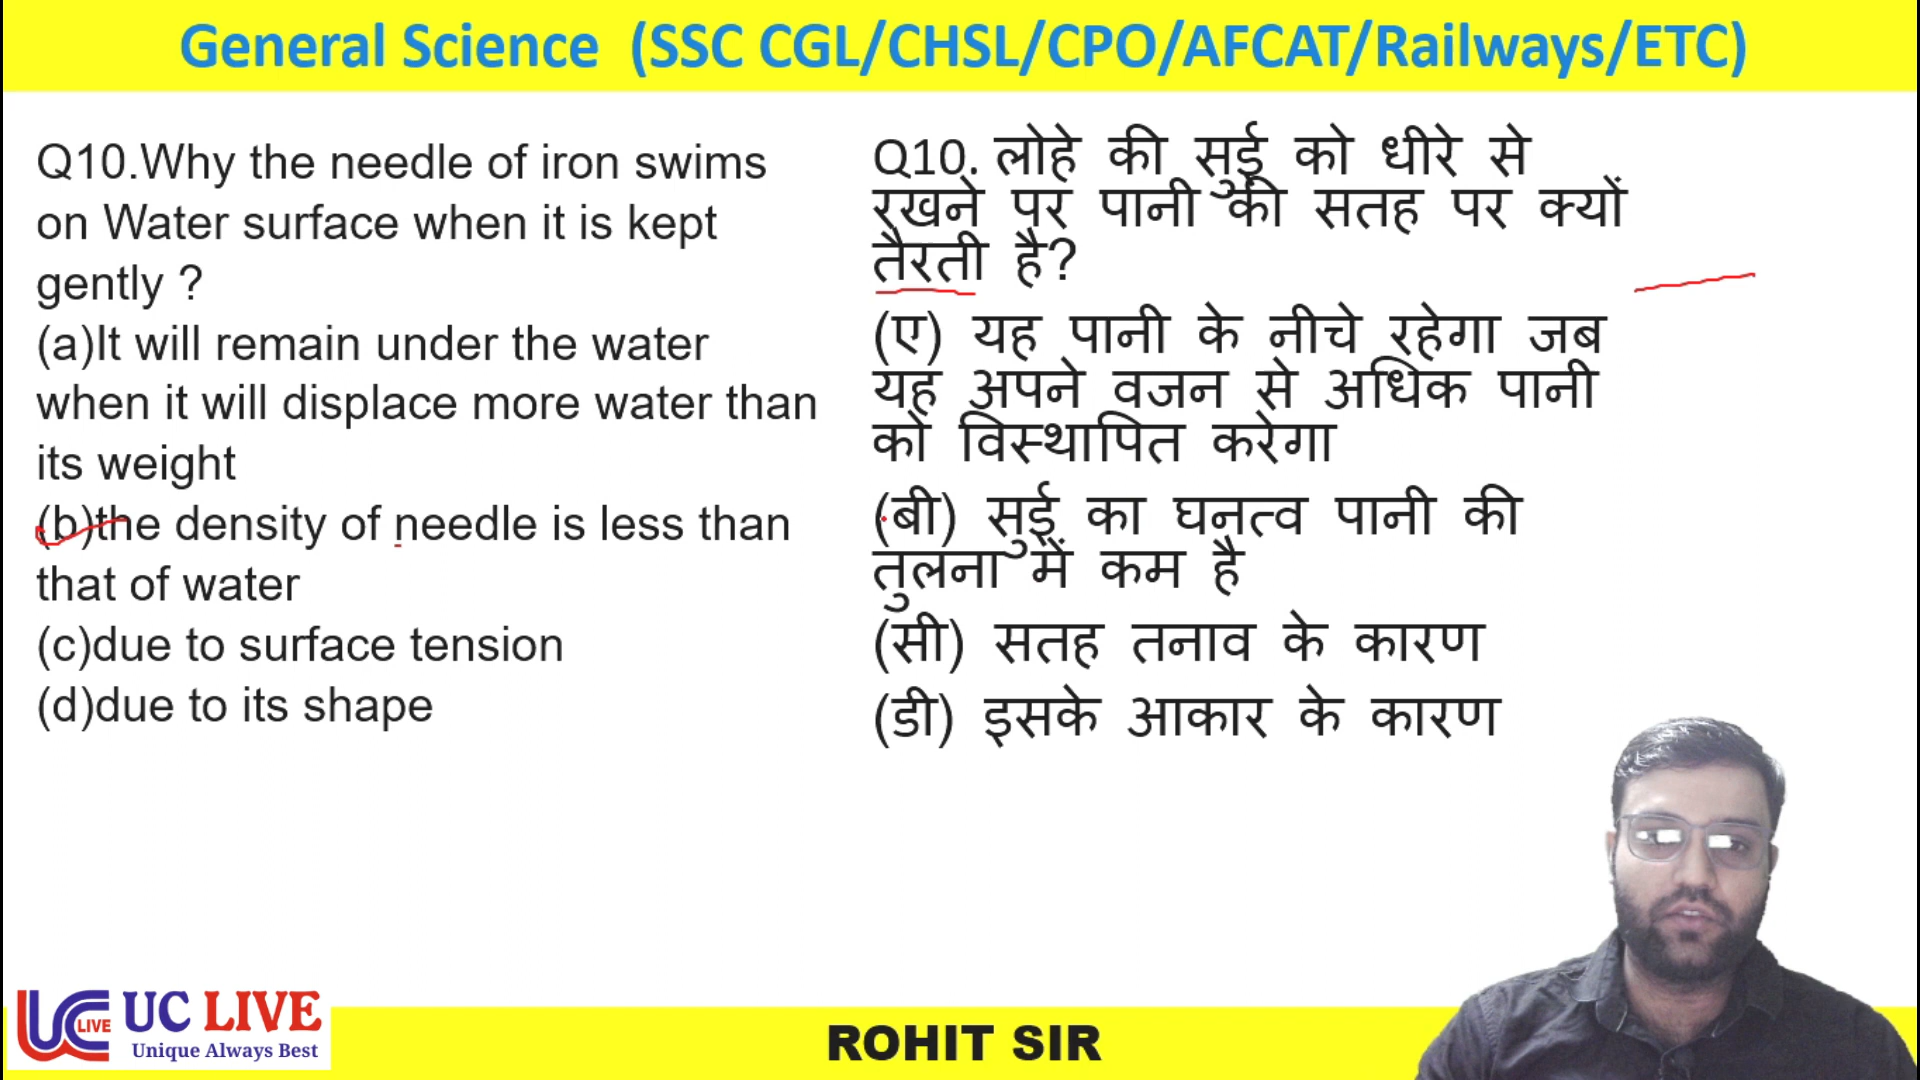 General Science (SSC CGL/CHSL/CPO/AFCAT/Railways/ETC)
Q10.Why the needle of iron swims
on Water surface when it is kept
gently ?
(a)It will remain under the water
when it will displace more water than
its weight
(b)the density of needle is less than
that of water
(c)due to surface tension
(d)due to its shape
Q10. लोहे की सुई को धीरे से
रखने पर पानी की सतह पर क्यों
तैरती है?
(ए) यह पानी के नीचे रहेगा जब
यह अपने वजन से अधिक पानी
को विस्थापित करेगा
(बी) सुई का घनत्व पानी की
तुलना में कम है
(सी) सतह तनाव के कारण
(डी) इसके आकार के कारण
UC LIVE UC LIVE
Unique Always Best
ROHIT SIR